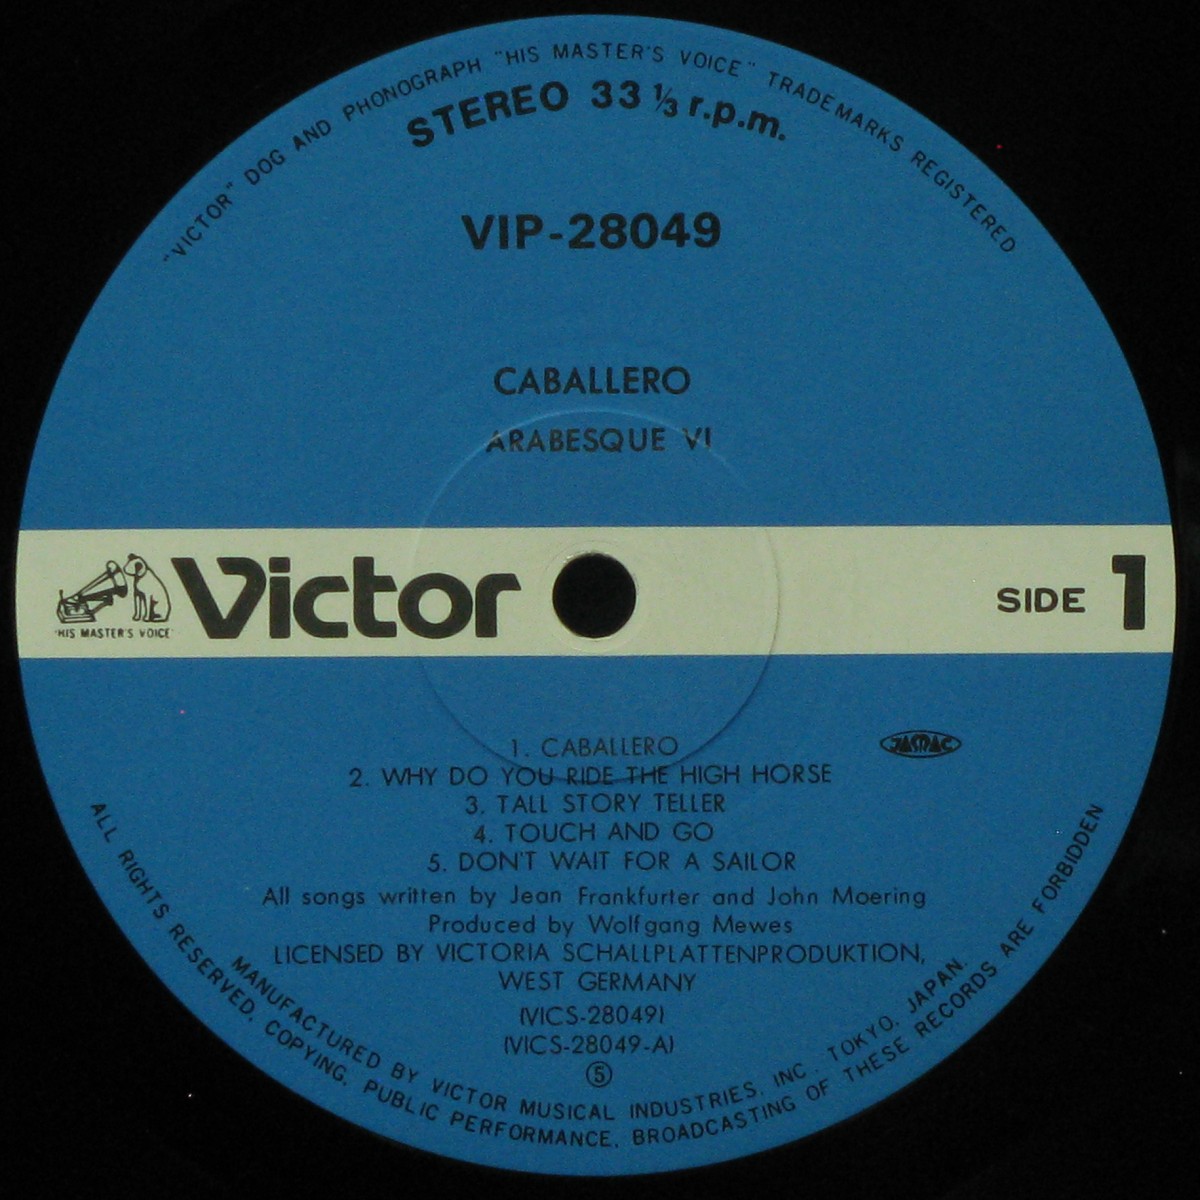 "VICTOR" DOG AND PHONOGRAPH "HIS MASTER'S VOICE" TRADEMARKS REGISTERED
STEREO 33 ⅓ r.p.m.
VIP-28049
CABALLERO
ARABESQUE VI
"HIS MASTER'S VOICE"
Victor
SIDE 1
JASRAC
1. CABALLERO
2. WHY DO YOU RIDE THE HIGH HORSE
3. TALL STORY TELLER
4. TOUCH AND GO
5. DON'T WAIT FOR A SAILOR
All songs written by Jean Frankfurter and John Moering
Produced by Wolfgang Mewes
LICENSED BY VICTORIA SCHALLPLATTENPRODUKTION,
WEST GERMANY
(VICS-28049)
(VICS-28049-A)
⑤
MANUFACTURED BY VICTOR MUSICAL INDUSTRIES, INC. TOKYO, JAPAN.
ALL RIGHTS RESERVED, COPYING, PUBLIC PERFORMANCE, BROADCASTING OF THESE RECORDS ARE FORBIDDEN